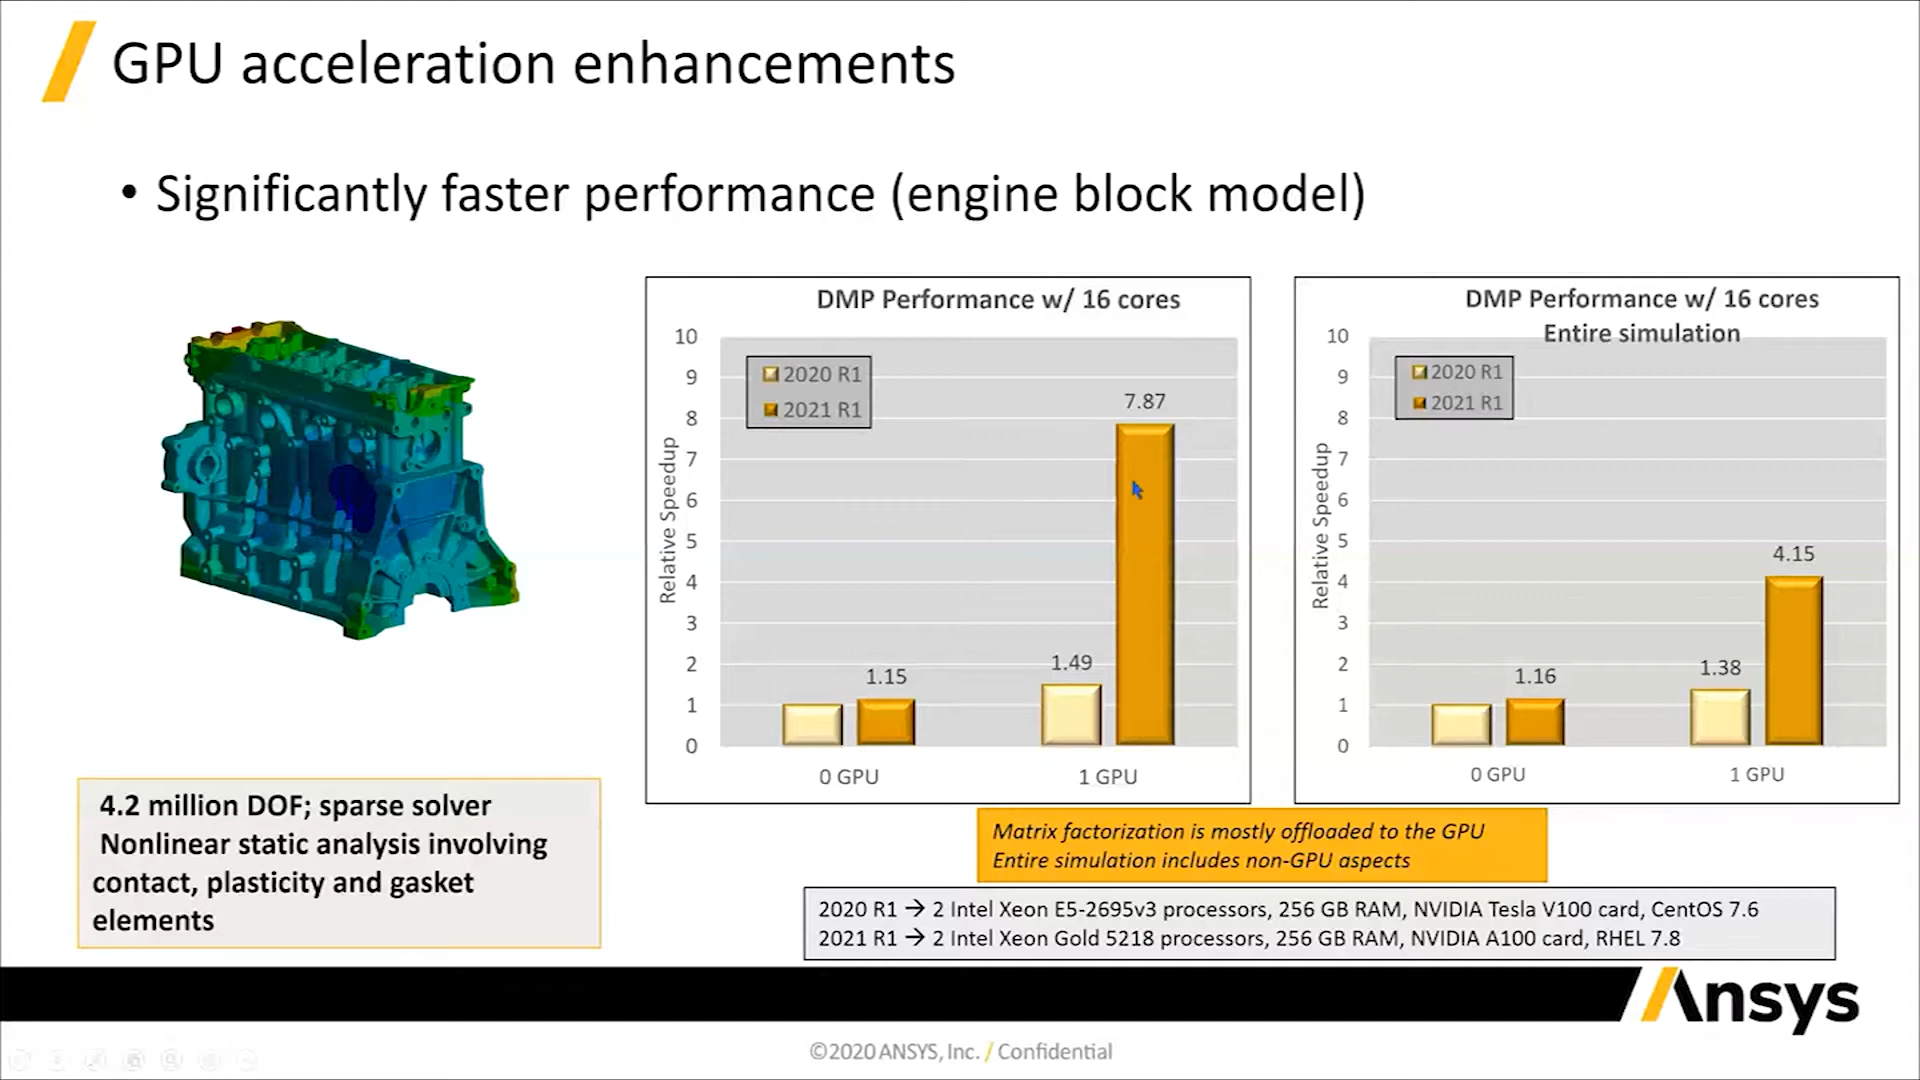 GPU acceleration enhancements
• Significantly faster performance (engine block model)
DMP Performance w/ 16 cores
10
9
8
7
6
5
4
3
2
1
0
Relative Speedup
2020 R1
2021 R1
1.15
1.49
7.87
0 GPU
1 GPU
DMP Performance w/ 16 cores
Entire simulation
10
9
8
7
6
5
4
3
2
1
0
Relative Speedup
2020 R1
2021 R1
1.16
1.38
4.15
0 GPU
1 GPU
4.2 million DOF; sparse solver
Nonlinear static analysis involving
contact, plasticity and gasket
elements
Matrix factorization is mostly offloaded to the GPU
Entire simulation includes non-GPU aspects
2020 R1 → 2 Intel Xeon E5-2695v3 processors, 256 GB RAM, NVIDIA Tesla V100 card, CentOS 7.6
2021 R1 → 2 Intel Xeon Gold 5218 processors, 256 GB RAM, NVIDIA A100 card, RHEL 7.8
Ansys
©2020 ANSYS, Inc. / Confidential